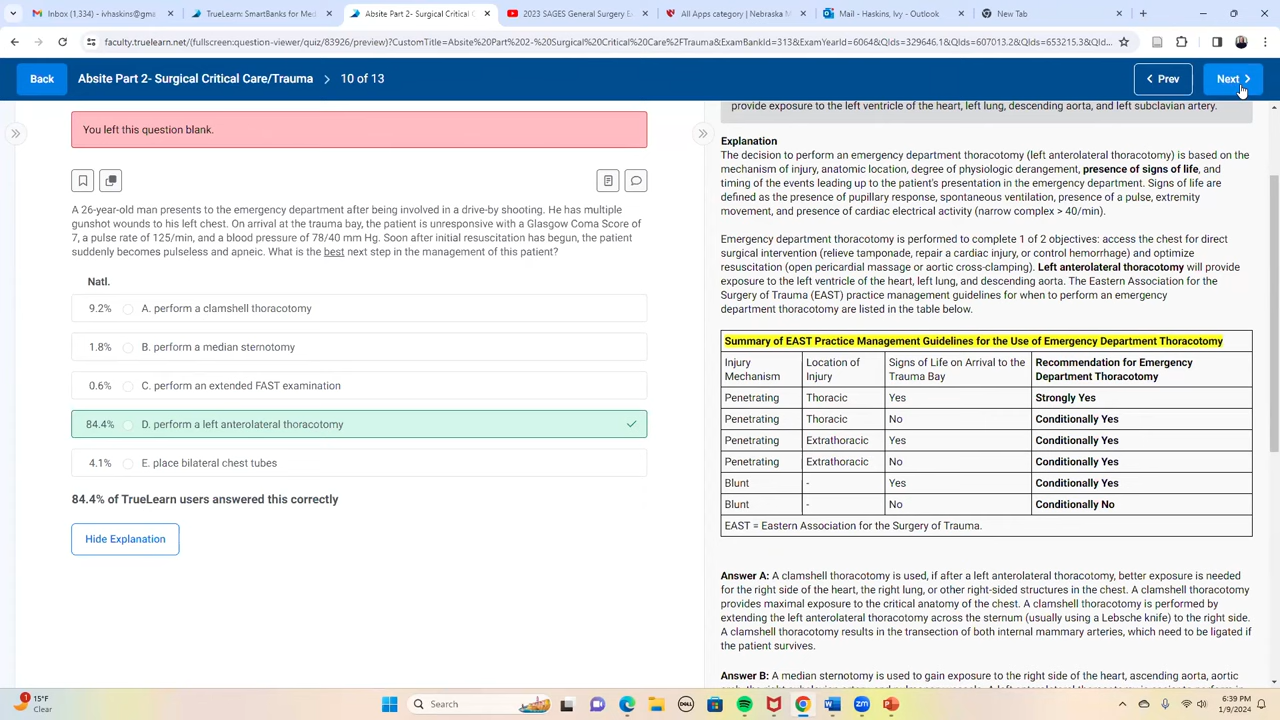 Inbox (1,334) - ivhaskins@gma
TrueLearn: SmartBanks for Med
Absite Part 2- Surgical Critical C
2023 SAGES General Surgery E
All Apps category | Nebraska M
Mail - Haskins, Ivy - Outlook
New Tab
faculty.truelearn.net/(fullscreen:question-viewer/quiz/83926/preview)?CustomTitle=Absite%20Part%202-%20Surgical%20Critical%20Care%2FTrauma&ExamBankId=313&ExamYearId=6064&QIds=329646.1&QIds=607013.2&QIds=653215.3&Q...
Back
Absite Part 2- Surgical Critical Care/Trauma
10 of 13
Prev
Next
You left this question blank.
A 26-year-old man presents to the emergency department after being involved in a drive-by shooting. He has multiple
gunshot wounds to his left chest. On arrival at the trauma bay, the patient is unresponsive with a Glasgow Coma Score of
7, a pulse rate of 125/min, and a blood pressure of 78/40 mm Hg. Soon after initial resuscitation has begun, the patient
suddenly becomes pulseless and apneic. What is the best next step in the management of this patient?
Natl.
9.2% A. perform a clamshell thoracotomy
1.8% B. perform a median sternotomy
0.6% C. perform an extended FAST examination
84.4% D. perform a left anterolateral thoracotomy
4.1% E. place bilateral chest tubes
84.4% of TrueLearn users answered this correctly
Hide Explanation
provide exposure to the left ventricle of the heart, left lung, descending aorta, and left subclavian artery.
Explanation
The decision to perform an emergency department thoracotomy (left anterolateral thoracotomy) is based on the
mechanism of injury, anatomic location, degree of physiologic derangement, presence of signs of life, and
timing of the events leading up to the patient's presentation in the emergency department. Signs of life are
defined as the presence of pupillary response, spontaneous ventilation, presence of a pulse, extremity
movement, and presence of cardiac electrical activity (narrow complex > 40/min).
Emergency department thoracotomy is performed to complete 1 of 2 objectives: access the chest for direct
surgical intervention (relieve tamponade, repair a cardiac injury, or control hemorrhage) and optimize
resuscitation (open pericardial massage or aortic cross-clamping). Left anterolateral thoracotomy will provide
exposure to the left ventricle of the heart, left lung, and descending aorta. The Eastern Association for the
Surgery of Trauma (EAST) practice management guidelines for when to perform an emergency
department thoracotomy are listed in the table below.
Summary of EAST Practice Management Guidelines for the Use of Emergency Department Thoracotomy
Injury Mechanism Location of Injury Signs of Life on Arrival to the Trauma Bay Recommendation for Emergency Department Thoracotomy
Penetrating Thoracic Yes Strongly Yes
Penetrating Thoracic No Conditionally Yes
Penetrating Extrathoracic Yes Conditionally Yes
Penetrating Extrathoracic No Conditionally Yes
Blunt - Yes Conditionally Yes
Blunt - No Conditionally No
EAST = Eastern Association for the Surgery of Trauma.
Answer A: A clamshell thoracotomy is used, if after a left anterolateral thoracotomy, better exposure is needed
for the right side of the heart, the right lung, or other right-sided structures in the chest. A clamshell thoracotomy
provides maximal exposure to the critical anatomy of the chest. A clamshell thoracotomy is performed by
extending the left anterolateral thoracotomy across the sternum (usually using a Lebsche knife) to the right side.
A clamshell thoracotomy results in the transection of both internal mammary arteries, which need to be ligated if
the patient survives.
Answer B: A median sternotomy is used to gain exposure to the right side of the heart, ascending aorta, aortic
1
15°F
Clear
Search
DELL
zm
6:39 PM
1/9/2024